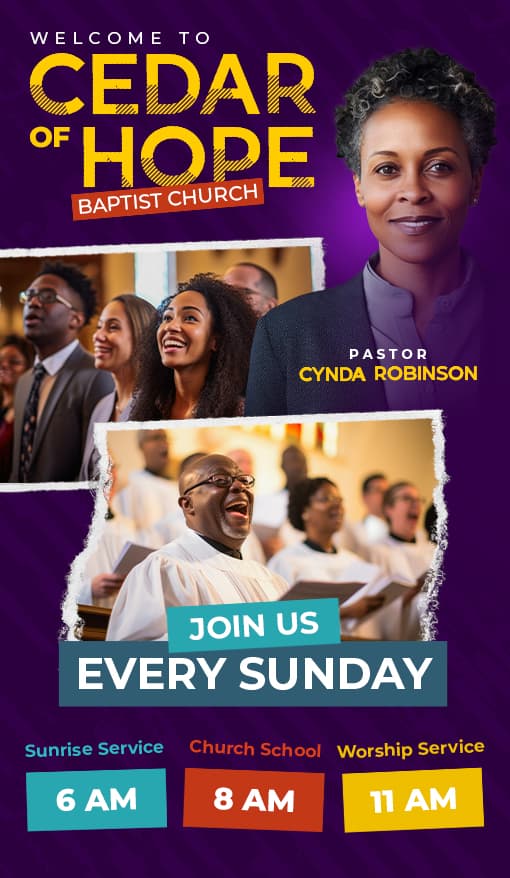 WELCOME TO
CEDAR
OF HOPE
BAPTIST CHURCH
PASTOR
CYNDA ROBINSON
JOIN US
EVERY SUNDAY
Sunrise Service
6 AM
Church School
8 AM
Worship Service
11 AM